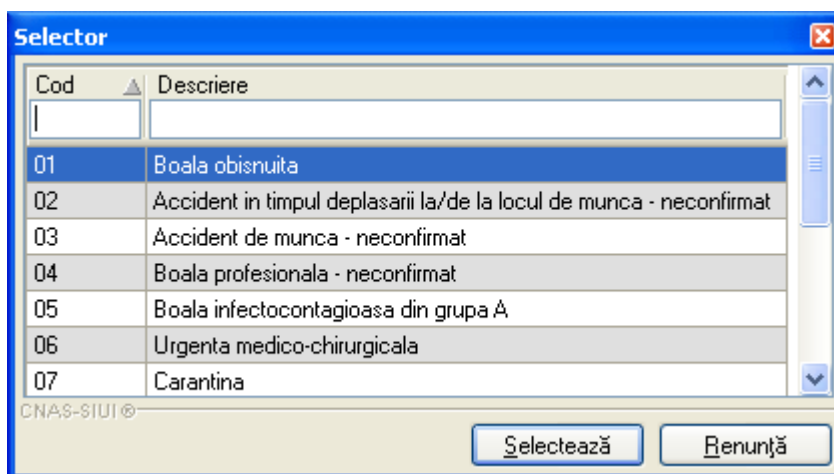 Selector
Cod Descriere
01 Boala obisnuita
02 Accident in timpul deplasarii la/de la locul de munca - neconfirmat
03 Accident de munca - neconfirmat
04 Boala profesionala - neconfirmat
05 Boala infectocontagioasa din grupa A
06 Urgenta medico-chirurgicala
07 Carantina
CNAS-SIUI®
Selectează Renunță